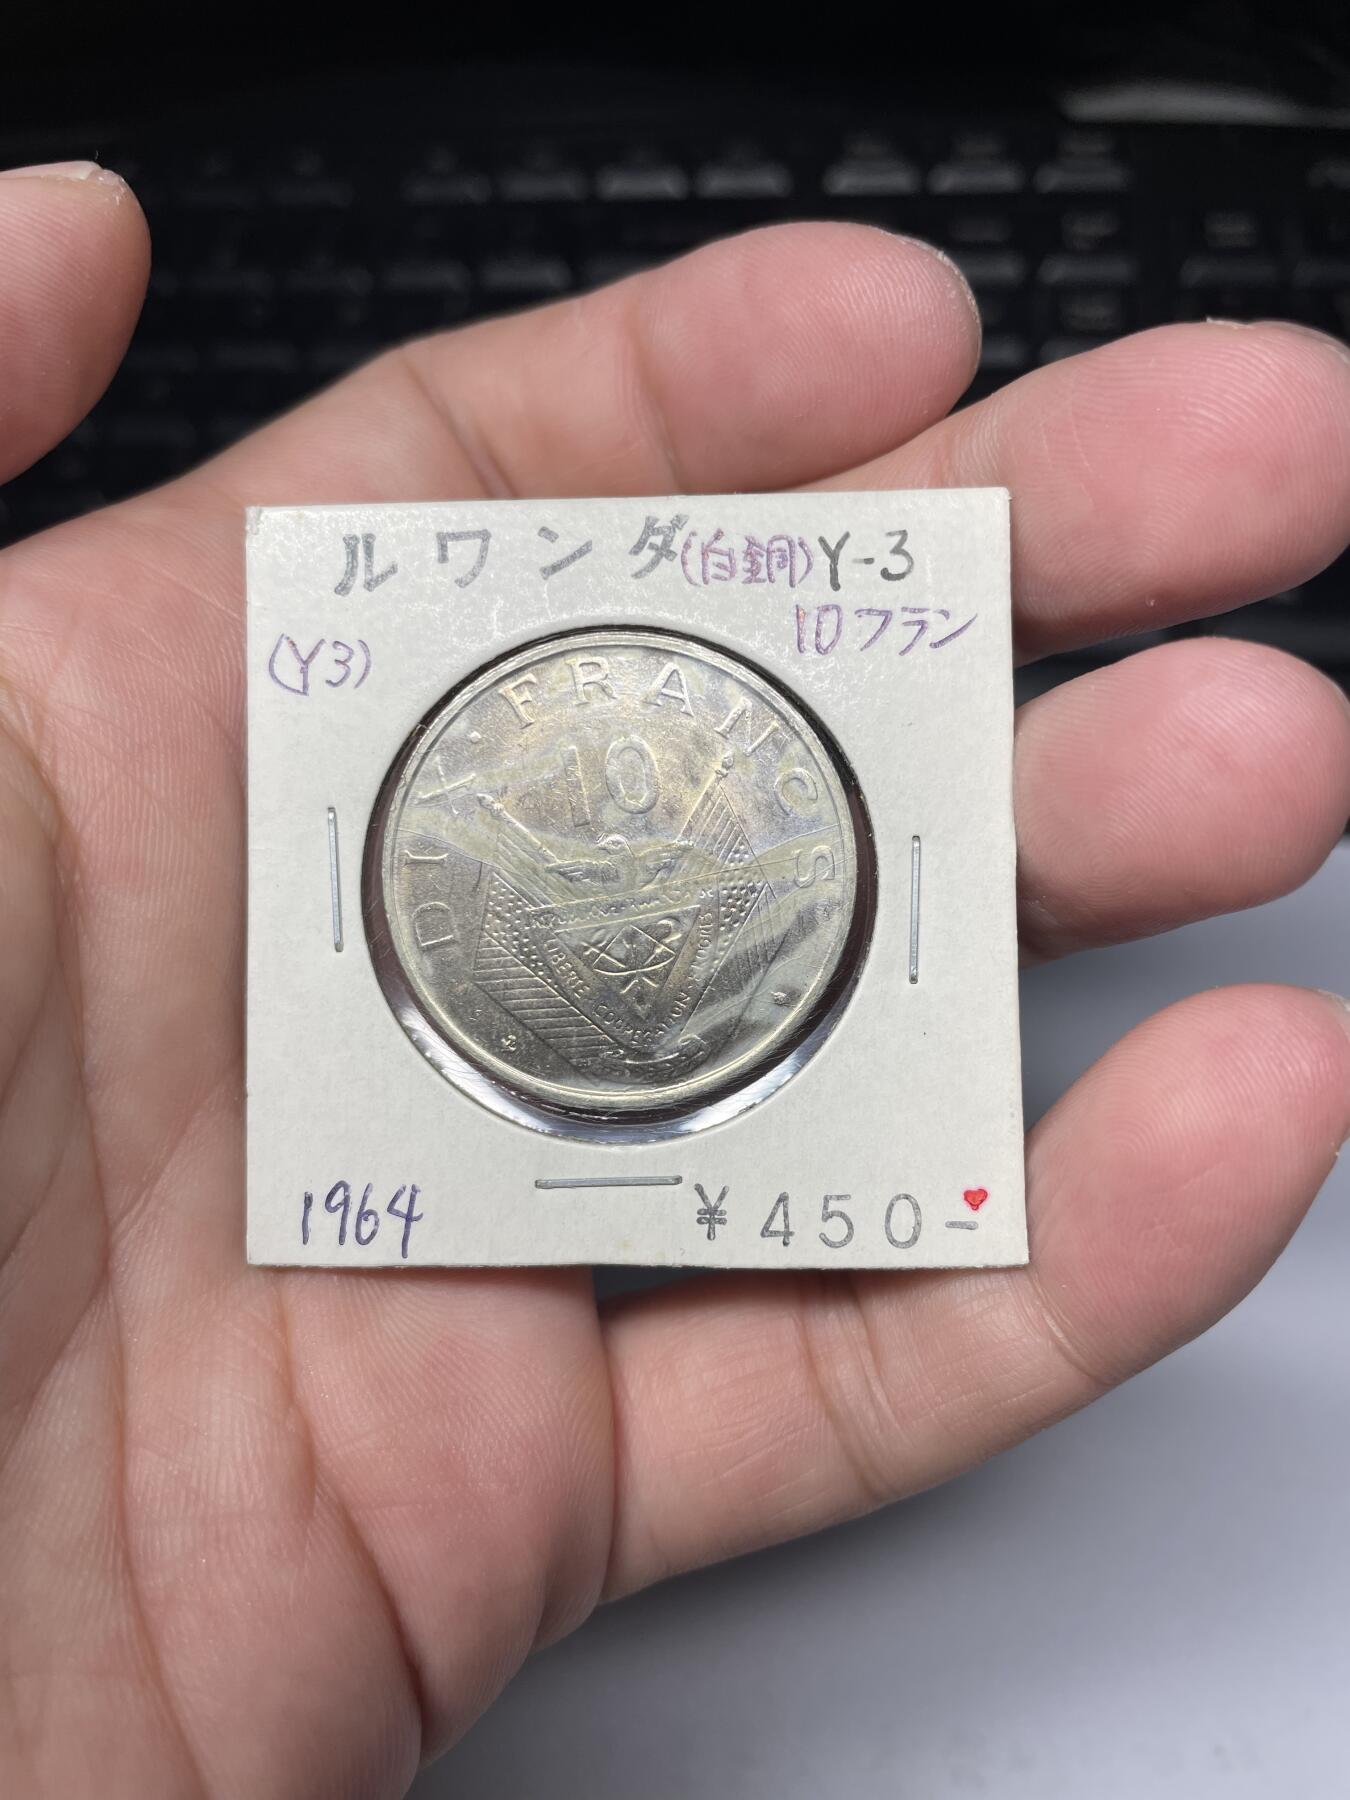 ルワンダ(白銅)Y-3
(Y3)
10フラン
DIX・FRANCS
10
LIBERTE COOPERATION PROGRES
1964
¥450-